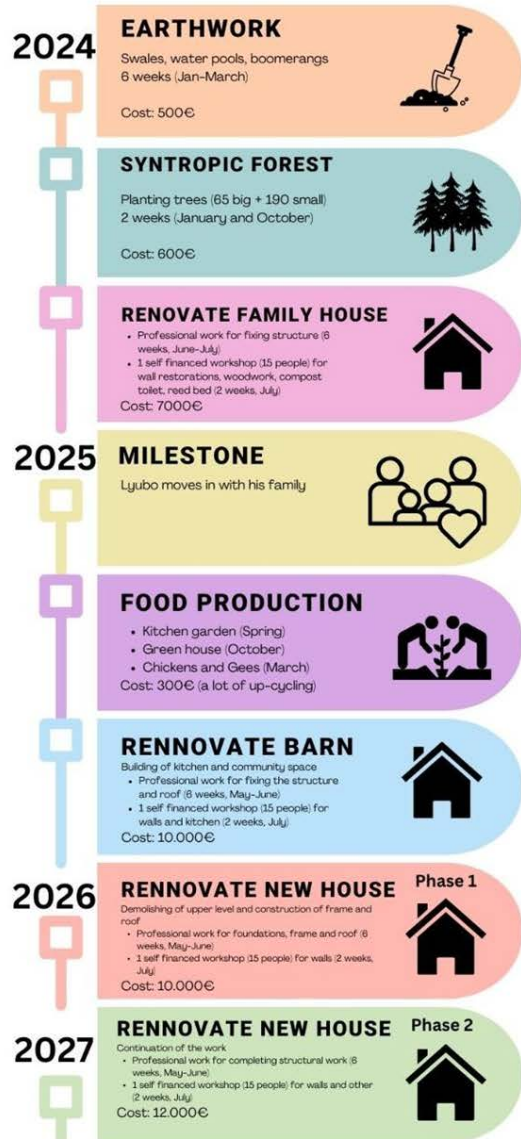 2024
EARTHWORK
Swales, water pools, boomerangs
6 weeks (Jan-March)
Cost: 500€
SYNTROPIC FOREST
Planting trees (65 big + 190 small)
2 weeks (January and October)
Cost: 600€
RENOVATE FAMILY HOUSE
• Professional work for fixing structure (6
weeks, June-July)
• 1 self financed workshop (15 people) for
wall restorations, woodwork, compost
toilet, reed bed (2 weeks, July)
Cost: 7000€
2025
MILESTONE
Lyubo moves in with his family
FOOD PRODUCTION
• Kitchen garden (Spring)
• Green house (October)
• Chickens and Gees (March)
Cost: 300€ (a lot of up-cycling)
RENNOVATE BARN
Building of kitchen and community space
• Professional work for fixing the structure
and roof (6 weeks, May-June)
• 1 self financed workshop (15 people) for
walls and kitchen (2 weeks, July)
Cost: 10.000€
2026
RENNOVATE NEW HOUSE Phase 1
Demolishing of upper level and construction of frame and
roof
• Professional work for foundations, frame and roof (6
weeks, May-June)
• 1 self financed workshop (15 people) for walls (2 weeks,
July)
Cost: 10.000€
2027
RENNOVATE NEW HOUSE Phase 2
Continuation of the work
• Professional work for completing structural work (6
weeks, May-June)
• 1 self financed workshop (15 people) for walls and other
(2 weeks, July)
Cost: 12.000€